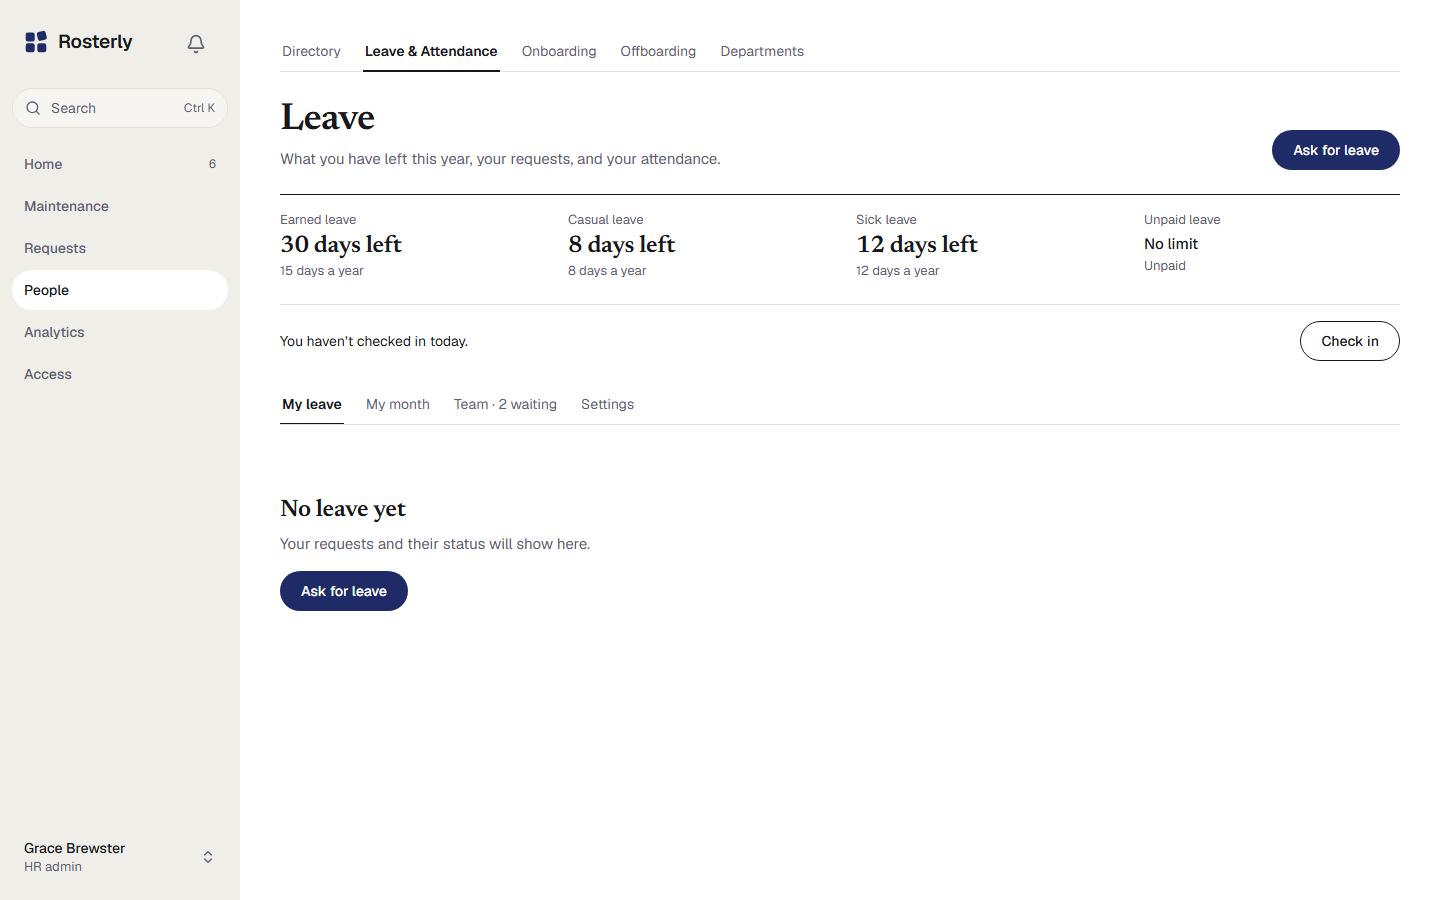 Rosterly
Search Ctrl K
Home 6
Maintenance
Requests
People
Analytics
Access
Grace Brewster
HR admin
Directory Leave & Attendance Onboarding Offboarding Departments
Leave
What you have left this year, your requests, and your attendance.
Ask for leave
Earned leave
30 days left
15 days a year
Casual leave
8 days left
8 days a year
Sick leave
12 days left
12 days a year
Unpaid leave
No limit
Unpaid
You haven't checked in today.
Check in
My leave My month Team · 2 waiting Settings
No leave yet
Your requests and their status will show here.
Ask for leave